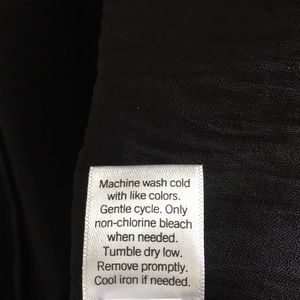 Machine wash cold
with like colors.
Gentle cycle. Only
non-chlorine bleach
when needed.
Tumble dry low.
Remove promptly.
Cool iron if needed.